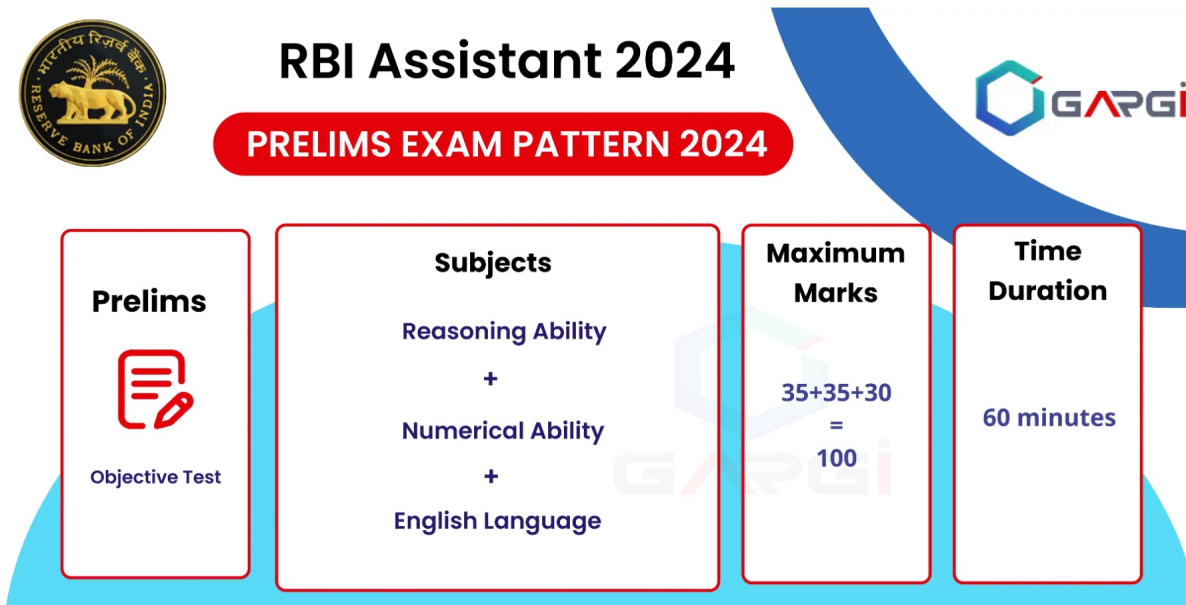 भारतीय रिज़र्व बैंक
RESERVE BANK OF INDIA
RBI Assistant 2024
PRELIMS EXAM PATTERN 2024
GARGi
Prelims
Objective Test
Subjects
Reasoning Ability
+
Numerical Ability
+
English Language
GARGi
Maximum
Marks
35+35+30
=
100
Time
Duration
60 minutes